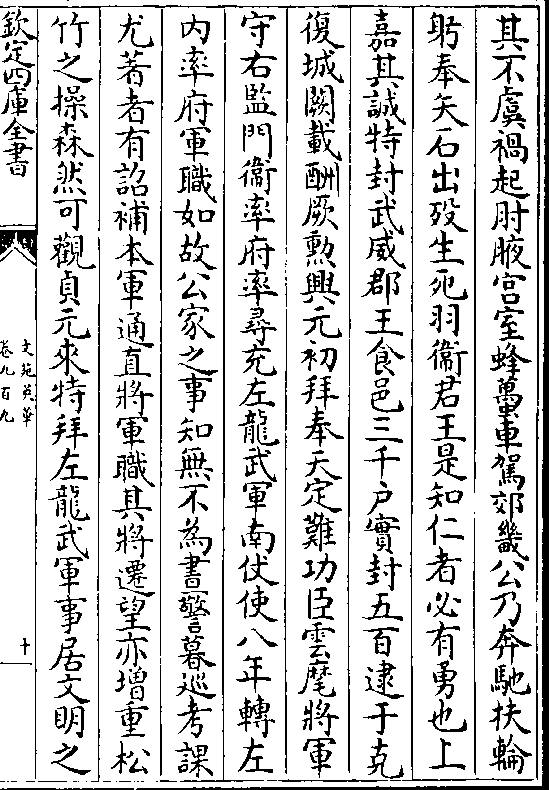 其不虞禍起肘腋宫室蜂蠆車駕郊畿公乃奔馳扶輪
躬奉矢石出殁生死羽衛君王是知仁者必有勇也上
嘉其誠特封武威郡王食邑三千户實封五百逮于克
復城闕載酬厥勲興元初拜奉天定難功臣雲麾將軍
守右監門衛率府率尋充左龍武軍南仗使八年轉左
内率府軍職如故公家之事知無不為晝警暮巡考課
尤著者有詔補本軍通直將軍職其將遷望亦增重松
竹之操森然可觀貞元來特拜左龍武軍事居文明之
欽定四庫全書
文苑英華
卷九百九
十